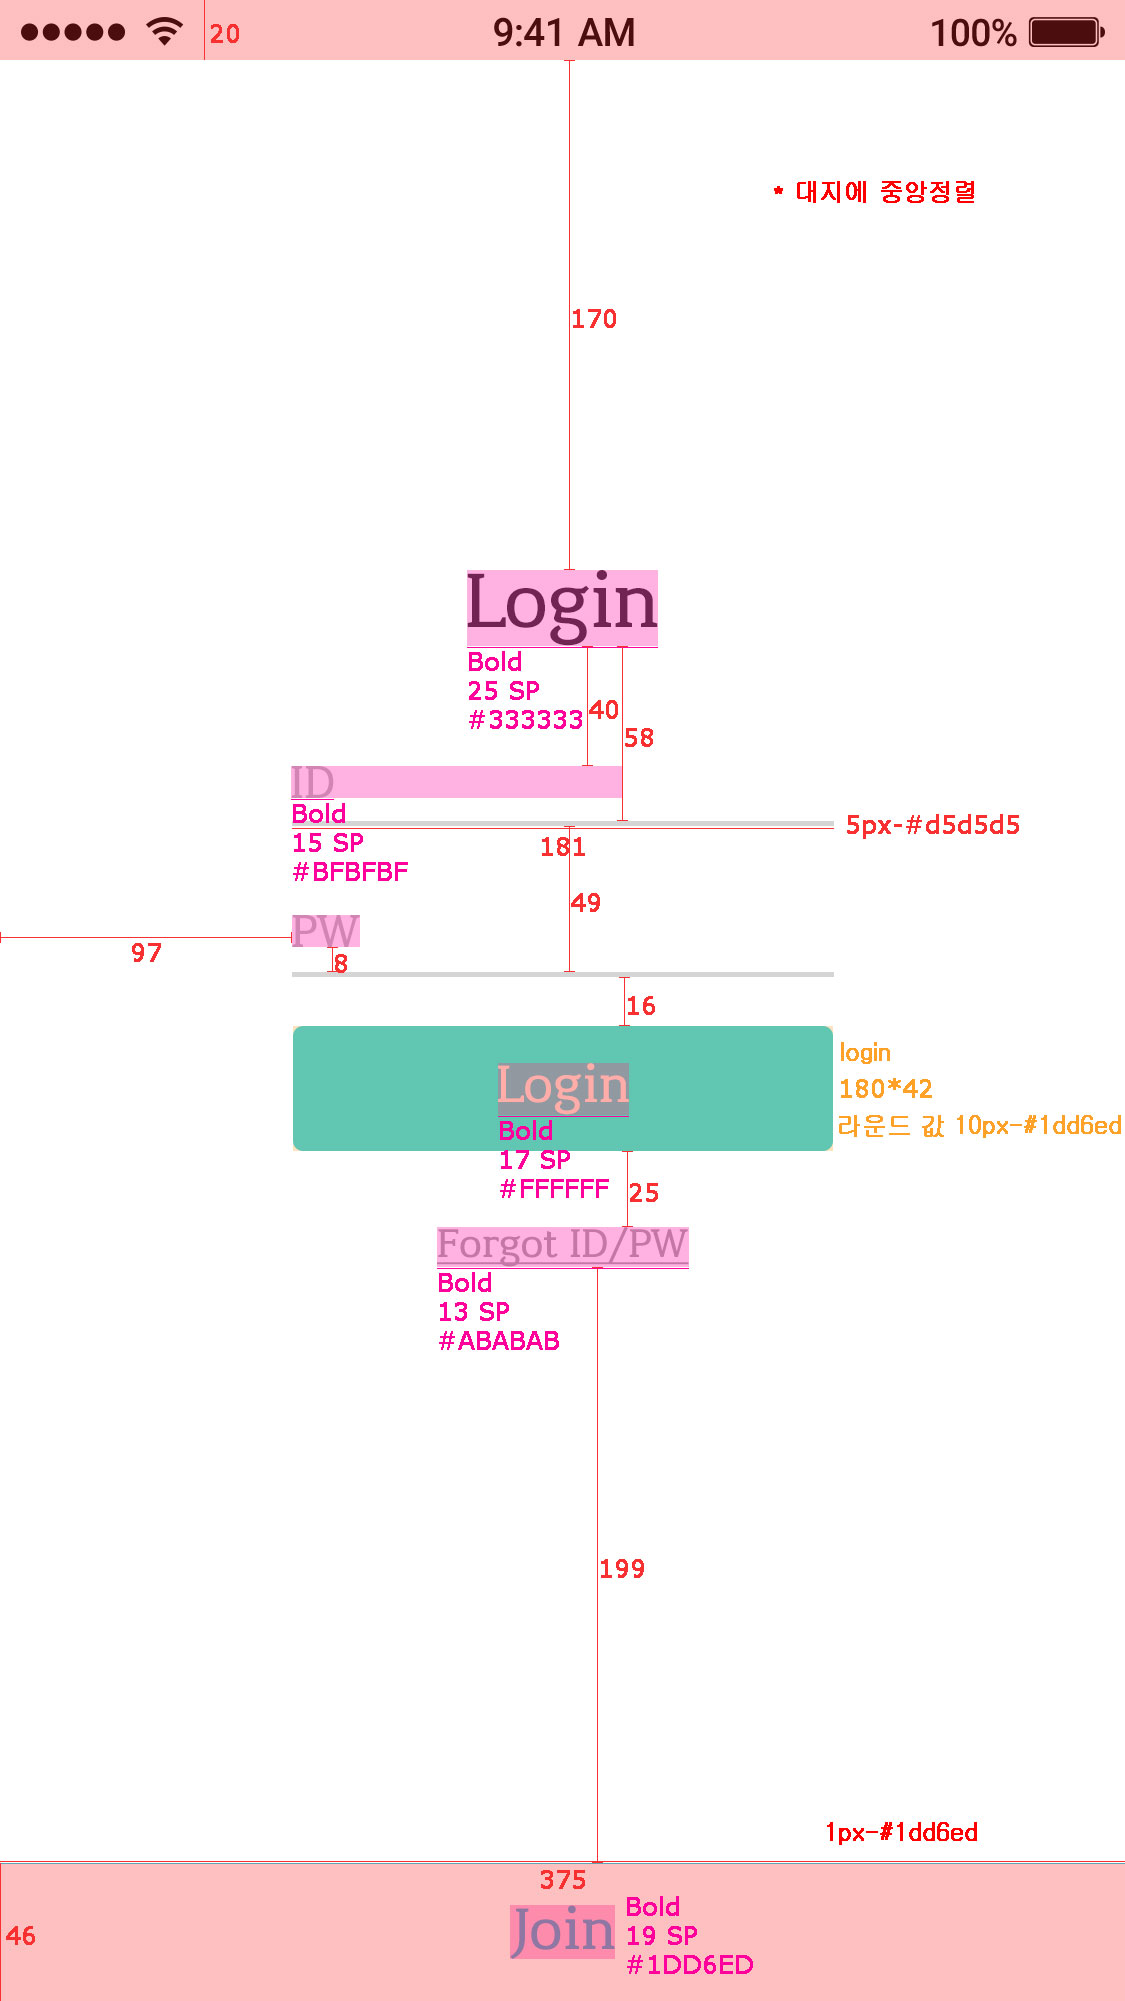 20
9:41 AM
100%
* 대지에 중앙정렬
170
Login
Bold
25 SP
#333333
40
58
ID
Bold
15 SP
#BFBFBF
5px-#d5d5d5
181
49
PW
97
8
16
Login
Bold
17 SP
#FFFFFF
login
180*42
라운드 값 10px-#1dd6ed
25
Forgot ID/PW
Bold
13 SP
#ABABAB
199
1px-#1dd6ed
375
46
Join
Bold
19 SP
#1DD6ED